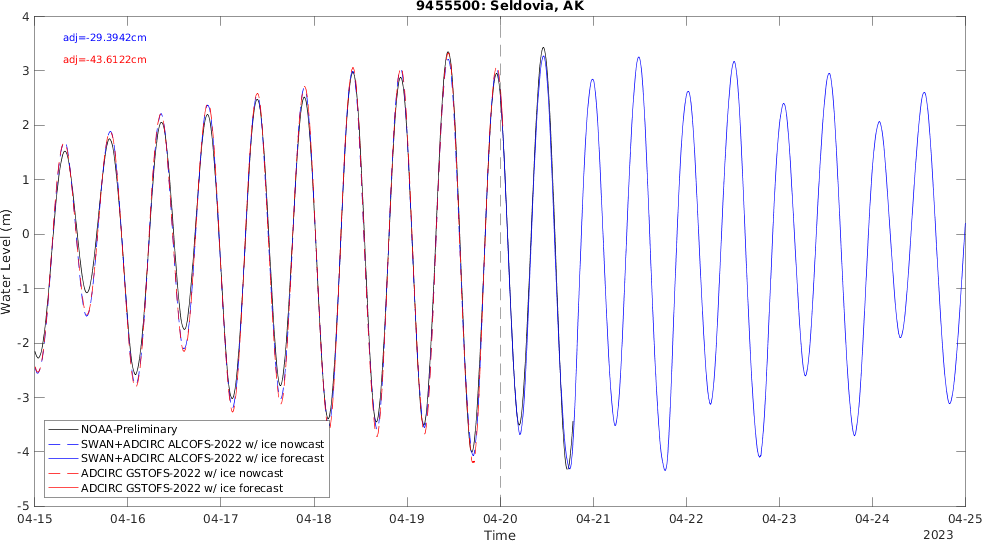 9455500: Seldovia, AK
adj=-29.3942cm
adj=-43.6122cm
4
3
2
1
0
-1
-2
-3
-4
-5
Water Level (m)
NOAA-Preliminary
SWAN+ADCIRC ALCOFS-2022 w/ ice nowcast
SWAN+ADCIRC ALCOFS-2022 w/ ice forecast
ADCIRC GSTOFS-2022 w/ ice nowcast
ADCIRC GSTOFS-2022 w/ ice forecast
04-15 04-16 04-17 04-18 04-19 04-20 04-21 04-22 04-23 04-24 04-25
Time
2023